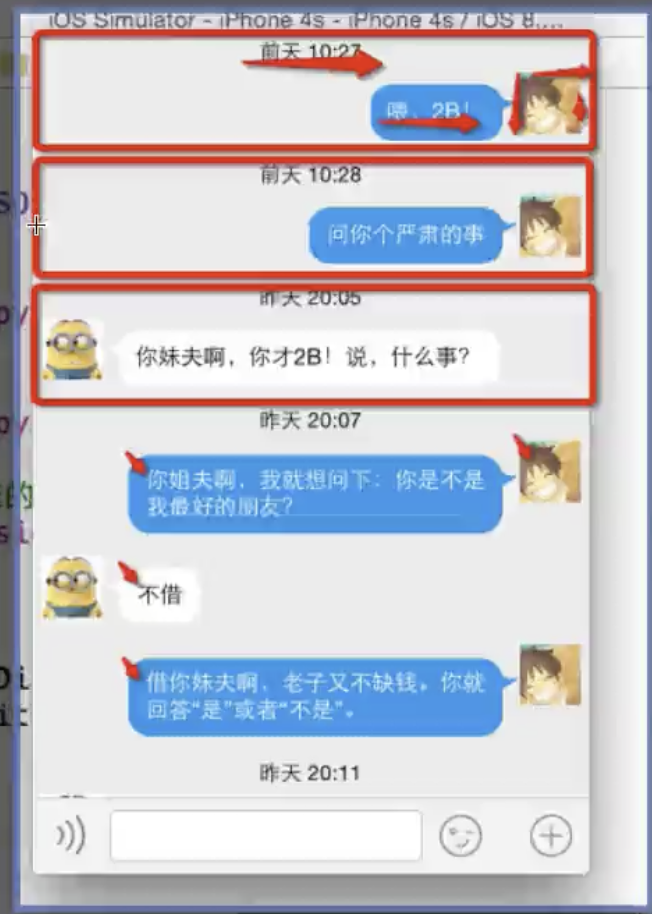 iOS Simulator - iPhone 4s - iPhone 4s / iOS 8....
前天 10:27
喂、2B!
前天 10:28
问你个严肃的事
昨天 20:05
你妹夫啊，你才2B！说，什么事？
昨天 20:07
你姐夫啊，我就想问下：你是不是
我最好的朋友？
不借
借你妹夫啊，老子又不缺钱。你就
回答“是”或者“不是”。
昨天 20:11